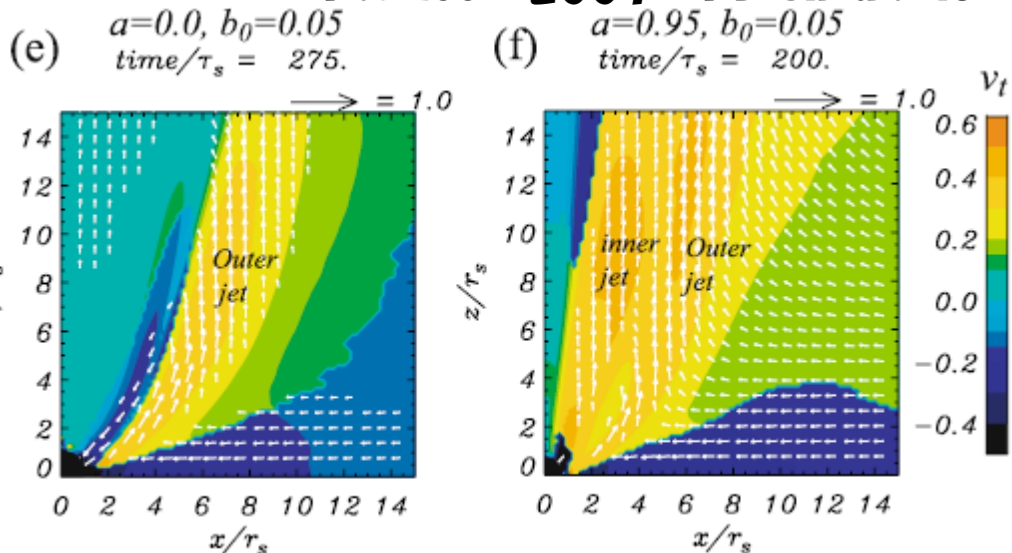 2007
(e) a=0.0, b₀=0.05
time/τₛ = 275.
= 1.0
14
12
10
8
6
4
2
0
0 2 4 6 8 10 12 14
x/rₛ
Outer
jet
(f) a=0.95, b₀=0.05
time/τₛ = 200.
= 1.0
z/rₛ
14
12
10
8
6
4
2
0
0 2 4 6 8 10 12 14
x/rₛ
inner
jet
Outer
jet
vₜ
0.6
0.4
0.2
0.0
−0.2
−0.4